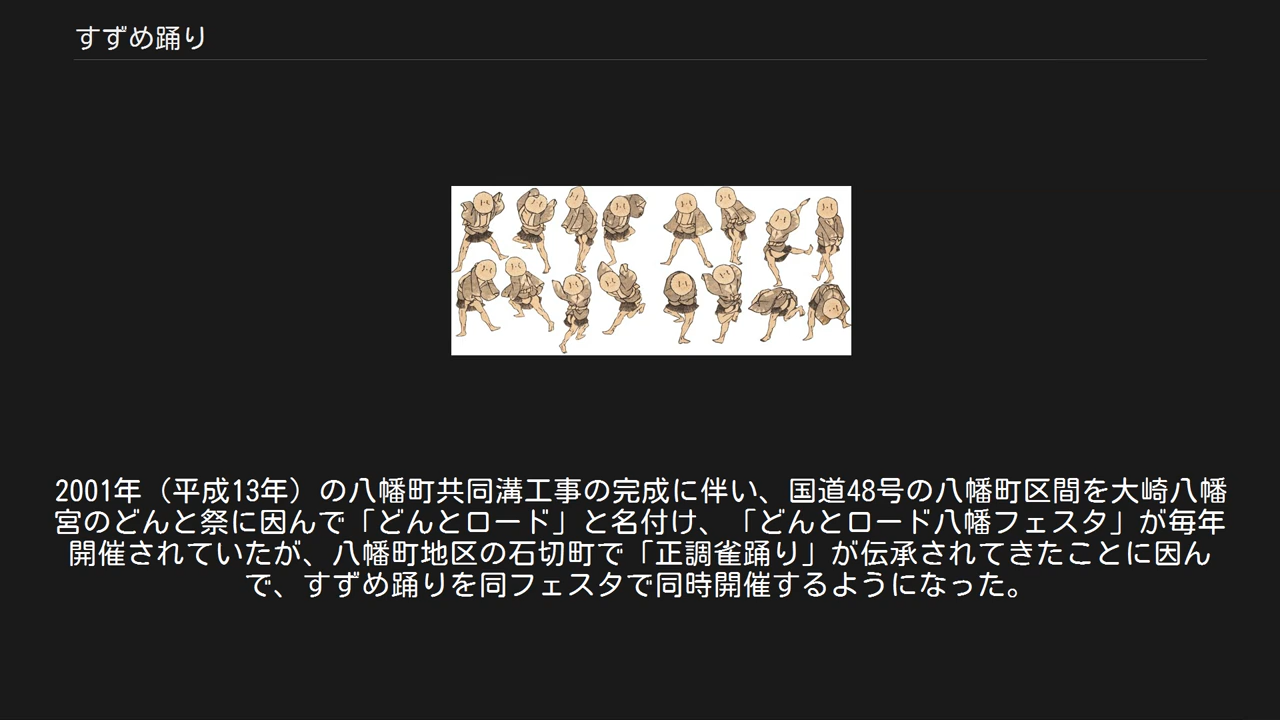 すずめ踊り
2001年（平成13年）の八幡町共同溝工事の完成に伴い、国道48号の八幡町区間を大崎八幡
宮のどんと祭に因んで「どんとロード」と名付け、「どんとロード八幡フェスタ」が毎年
開催されていたが、八幡町地区の石切町で「正調雀踊り」が伝承されてきたことに因ん
で、すずめ踊りを同フェスタで同時開催するようになった。